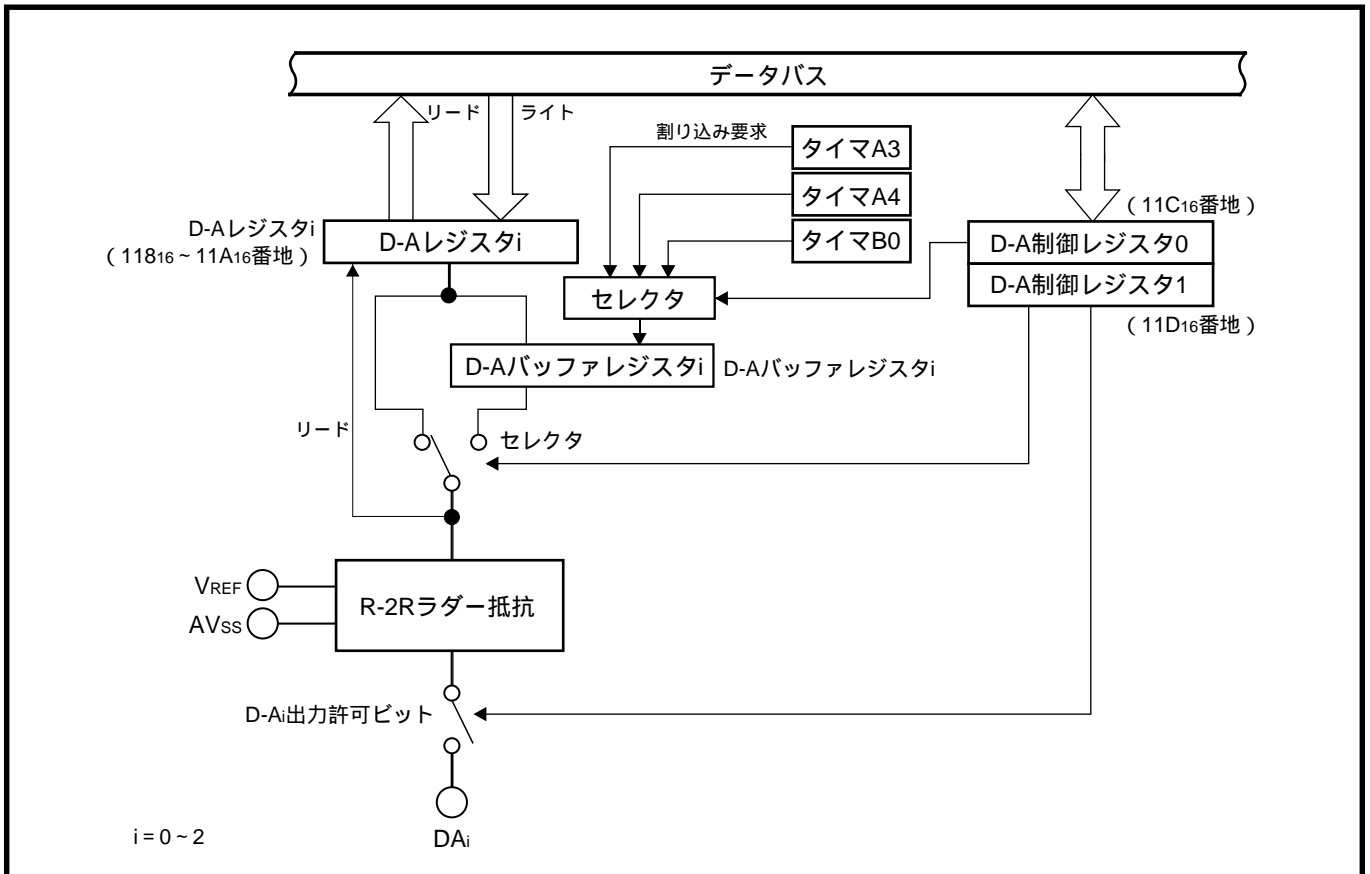 データバス
リード
ライト
割り込み要求
タイマA3
タイマA4
タイマB0
(11C16番地)
D-Aレジスタi
(11816~11A16番地)
D-Aレジスタi
D-A制御レジスタ0
D-A制御レジスタ1
(11D16番地)
セレクタ
D-Aバッファレジスタi
D-Aバッファレジスタi
リード
セレクタ
VREF
AVSS
R-2Rラダー抵抗
D-Ai出力許可ビット
DAi
i=0~2